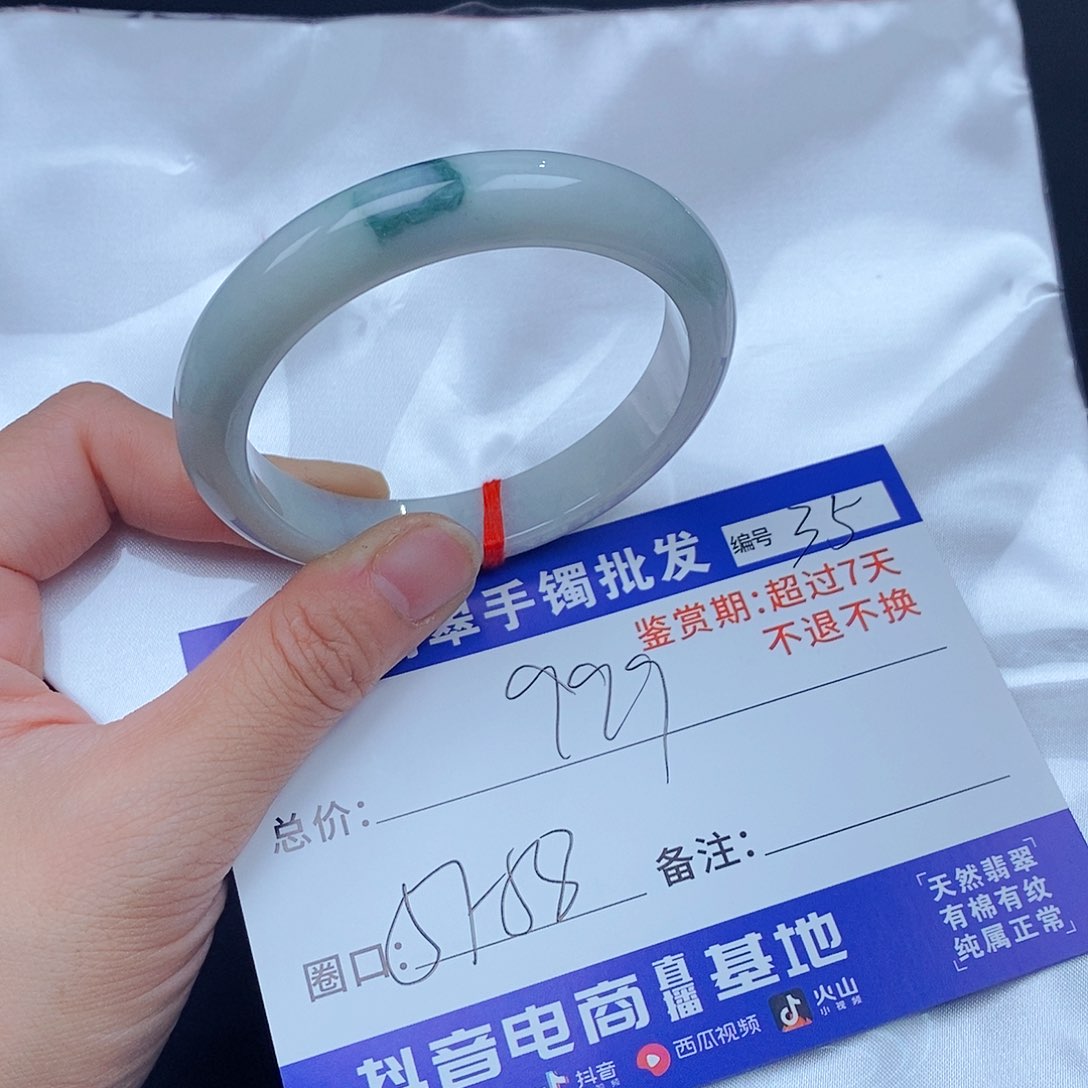 翠手镯批发
编号 35
鉴赏期:超过7天
不退不换
总价: 999
圈口: 57-58
备注:
「天然翡翠
有棉有纹
纯属正常」
抖音电商直播基地
抖音 西瓜视频 火山小视频